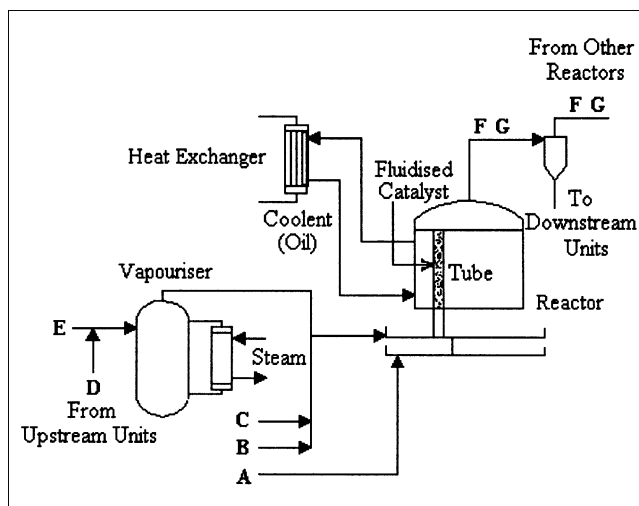 From Other
Reactors
F G
F G
Heat Exchanger
Fluidised
Catalyst
To
Downstream
Units
Coolent
(Oil)
Vapouriser
Tube
Reactor
E
Steam
D
From
Upstream Units
C
B
A